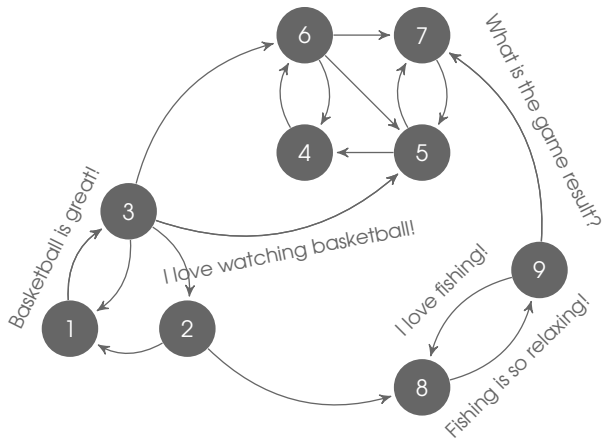 6
7
What is the game result?
4
5
Basketball is great!
3
I love watching basketball!
9
I love fishing!
1
2
8
Fishing is so relaxing!